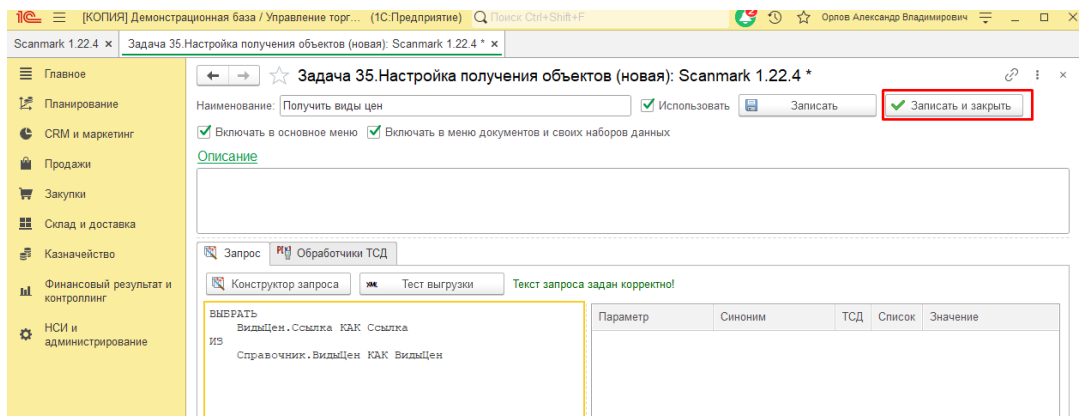 1С [КОПИЯ] Демонстрационная база / Управление торг... (1С:Предприятие) Поиск Ctrl+Shift+F Орлов Александр Владимирович
Scanmark 1.22.4 × Задача 35.Настройка получения объектов (новая): Scanmark 1.22.4 * ×
Главное
Планирование
CRM и маркетинг
Продажи
Закупки
Склад и доставка
Казначейство
Финансовый результат и
контроллинг
НСИ и
администрирование
Задача 35.Настройка получения объектов (новая): Scanmark 1.22.4 *
Наименование: Получить виды цен Использовать Записать Записать и закрыть
Включать в основное меню Включать в меню документов и своих наборов данных
Описание
Запрос Обработчики ТСД
Конструктор запроса XML Тест выгрузки Текст запроса задан корректно!
ВЫБРАТЬ
ВидыЦен.Ссылка КАК Ссылка
ИЗ
Справочник.ВидыЦен КАК ВидыЦен
Параметр Синоним ТСД Список Значение